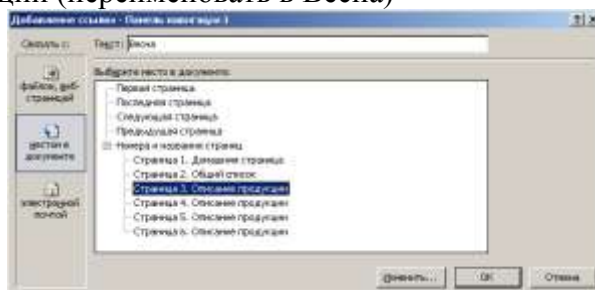 ции (переименовать в Весна)
Добавление ссылки - Панель навигации 1
Связать с:
Текст: Весна
Выберите место в документе:
файлом, веб-страницей
местом в документе
электронной почтой
Первая страница
Последняя страница
Следующая страница
Предыдущая страница
Номера и названия страниц
Страница 1. Домашняя страница
Страница 2. Общий список
Страница 3. Описание продукции
Страница 4. Описание продукции
Страница 5. Описание продукции
Страница 6. Описание продукции
Изменить...
ОК
Отмена